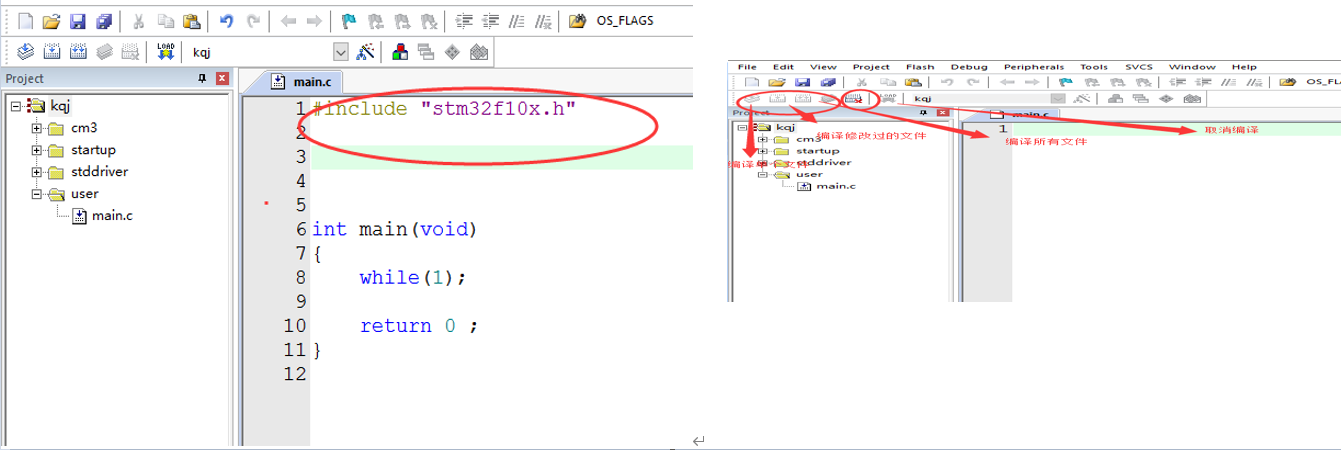 OS_FLAGS
LOAD
kqj
Project
kqj
cm3
startup
stddriver
user
main.c
main.c
1 #include "stm32f10x.h"
2
3
4
5
6 int main(void)
7 {
8 while(1);
9
10 return 0 ;
11 }
12
File Edit View Project Flash Debug Peripherals Tools SVCS Window Help
OS_FL
kqj
Project
kqj
cm3
startup
stddriver
user
main.c
main.c
1
编译修改过的文件
编译单个文件
编译所有文件
取消编译